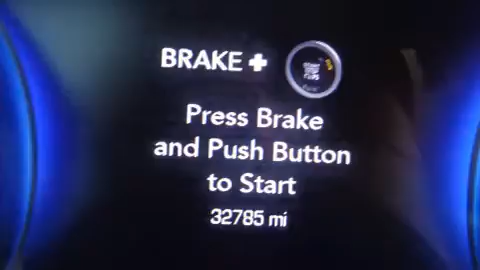 BRAKE +
Press Brake
and Push Button
to Start
32785 mi